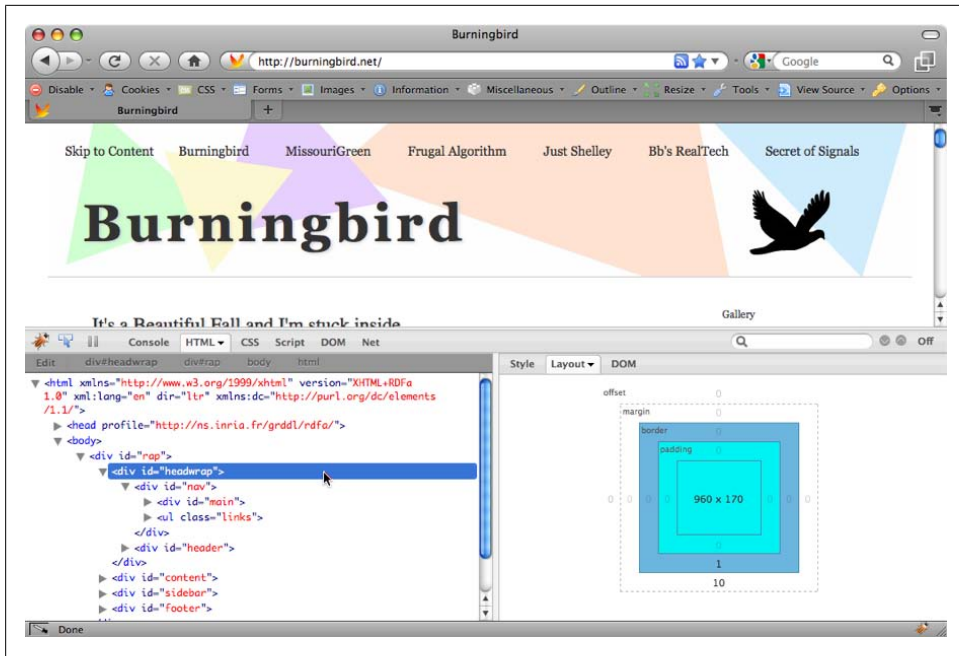 Burningbird
http://burningbird.net/
Google
Disable Cookies CSS Forms Images Information Miscellaneous Outline Resize Tools View Source Options
Burningbird +
Skip to Content Burningbird MissouriGreen Frugal Algorithm Just Shelley Bb's RealTech Secret of Signals
Burningbird
It's a Beautiful Fall and I'm stuck inside
Gallery
Console HTML CSS Script DOM Net Off
Edit div#headwrap div#rap body html
Style Layout DOM
<html xmlns="http://www.w3.org/1999/xhtml" version="XHTML+RDFa
1.0" xml:lang="en" dir="ltr" xmlns:dc="http://purl.org/dc/elements
/1.1/">
<head profile="http://ns.inria.fr/grddl/rdfa/">
<body>
<div id="rap">
<div id="headwrap">
<div id="nav">
<div id="main">
<ul class="links">
</div>
<div id="header">
</div>
<div id="content">
<div id="sidebar">
<div id="footer">
offset 0
margin 0
border 0
padding 0
0 0 0 0 960 x 170 0 0 0 0
0
1
10
Done